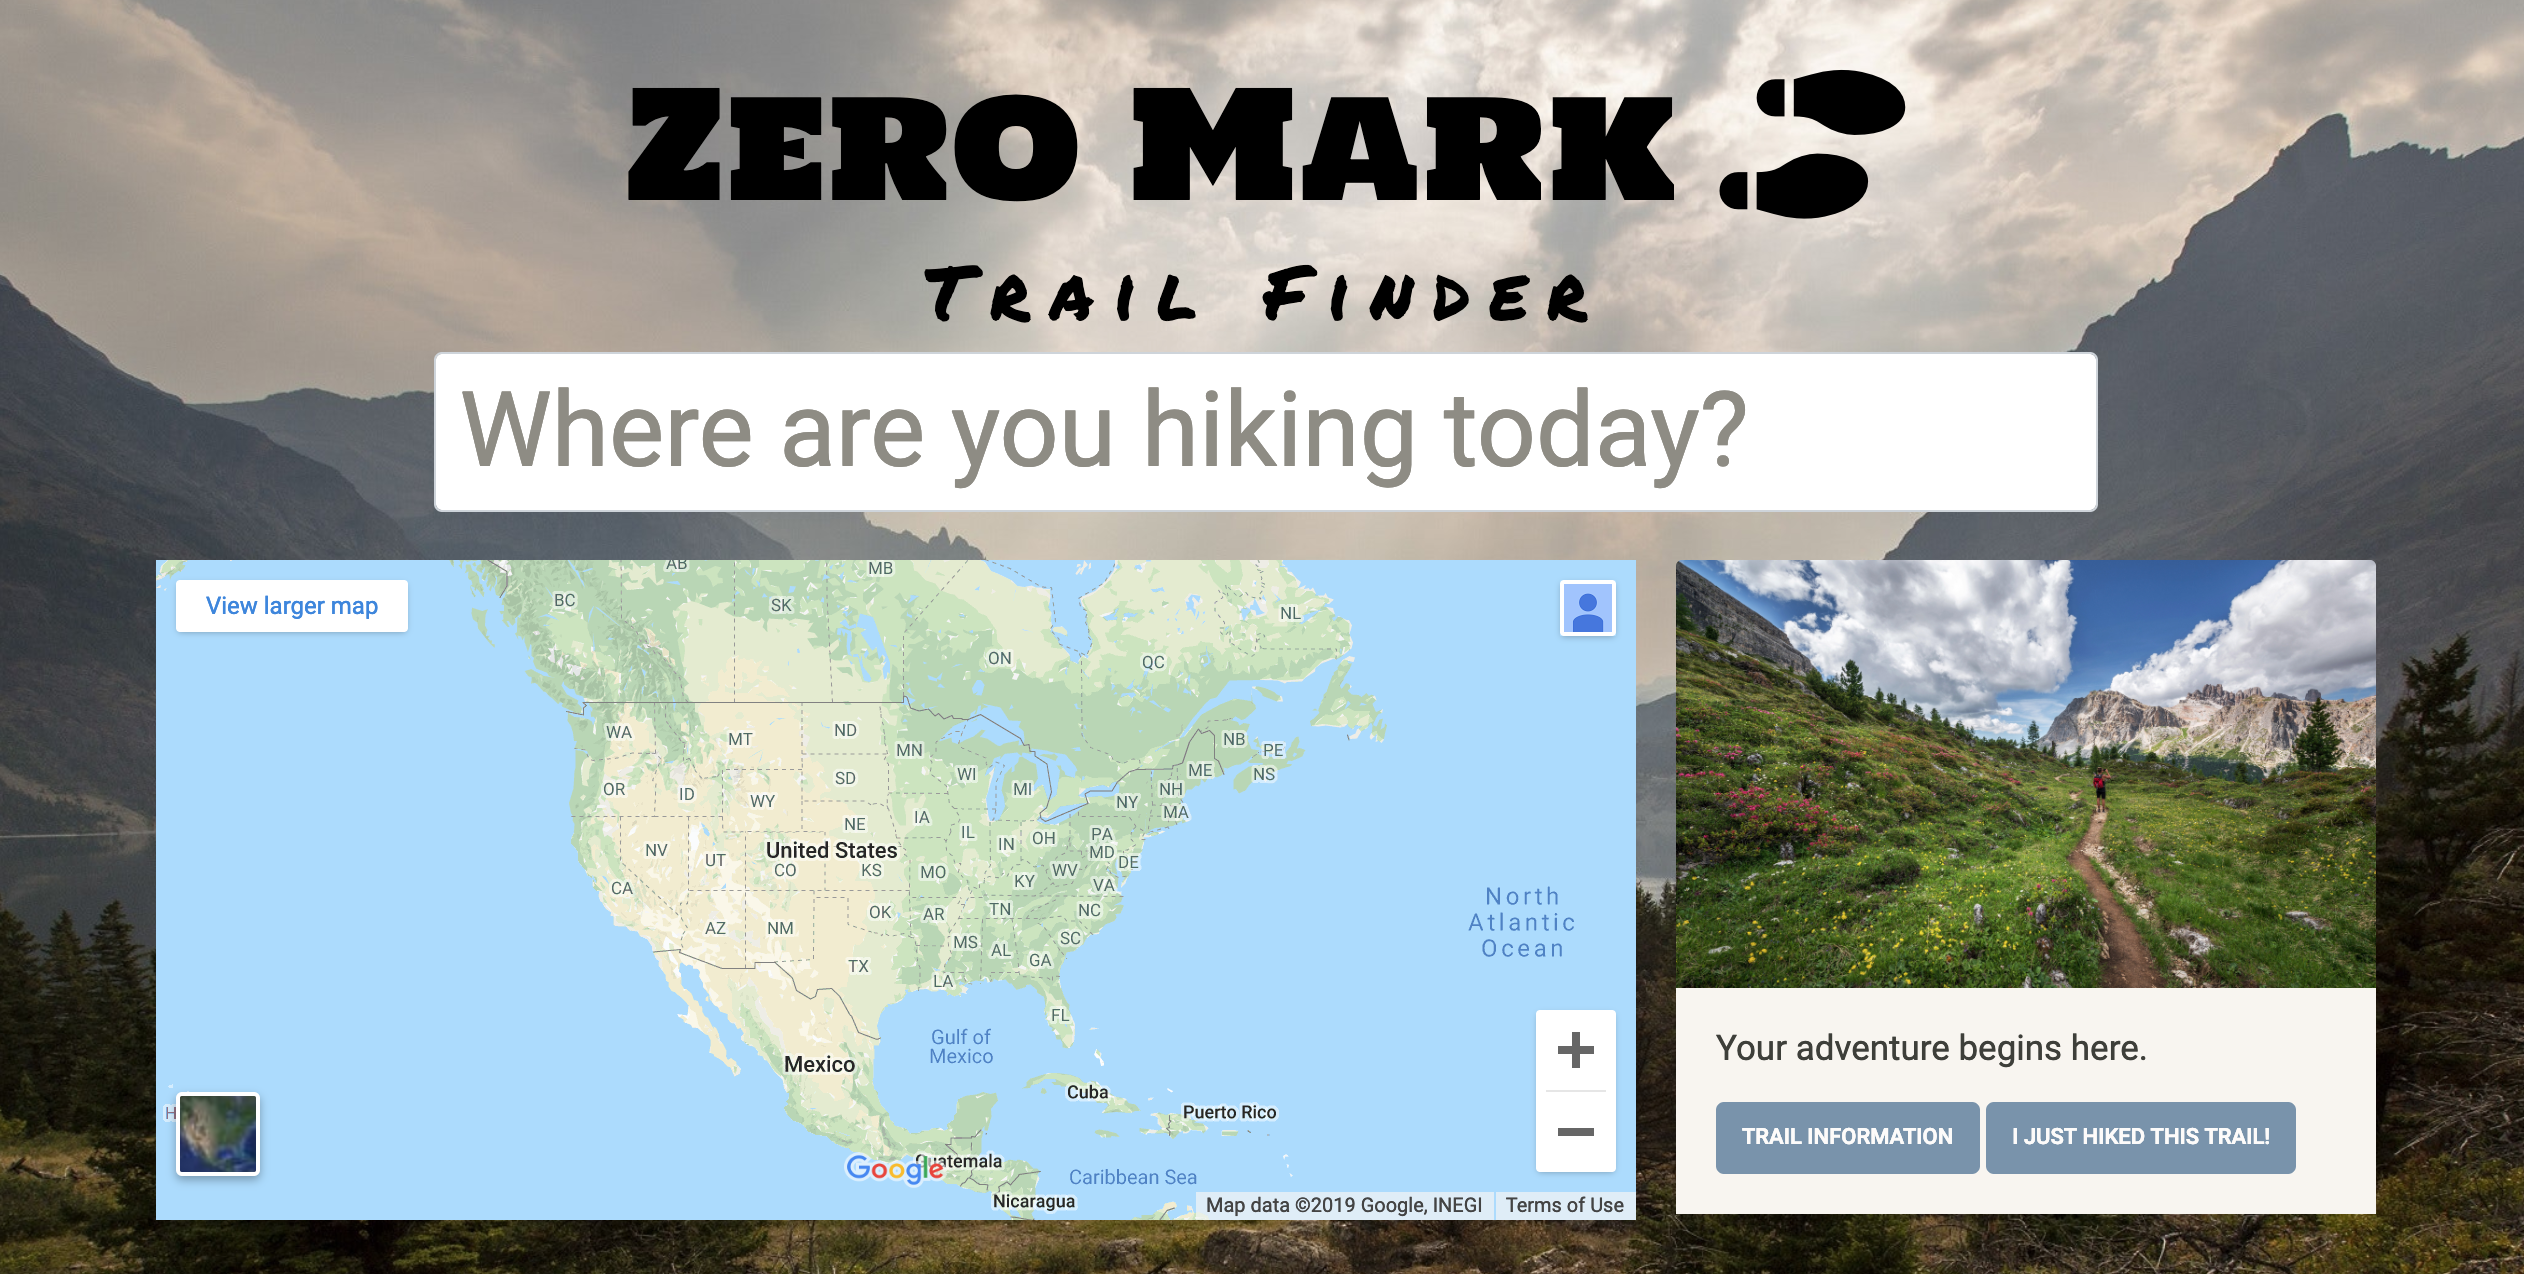 ZERO MARK
TRAIL FINDER
Where are you hiking today?
View larger map
AB
MB
BC
SK
NL
ON
QC
WA
MT
ND
MN
NB
PE
OR
ID
WY
SD
WI
MI
ME
NS
NH
NY
MA
NE
IA
IL
IN
OH
PA
MD
DE
NV
UT
United States
CO
KS
MO
KY
WV
VA
CA
OK
AR
TN
NC
AZ
NM
MS
AL
SC
GA
TX
LA
FL
North
Atlantic
Ocean
Gulf of
Mexico
Mexico
Cuba
Puerto Rico
H
Google
Guatemala
Caribbean Sea
Nicaragua
Map data ©2019 Google, INEGI
Terms of Use
Your adventure begins here.
TRAIL INFORMATION
I JUST HIKED THIS TRAIL!